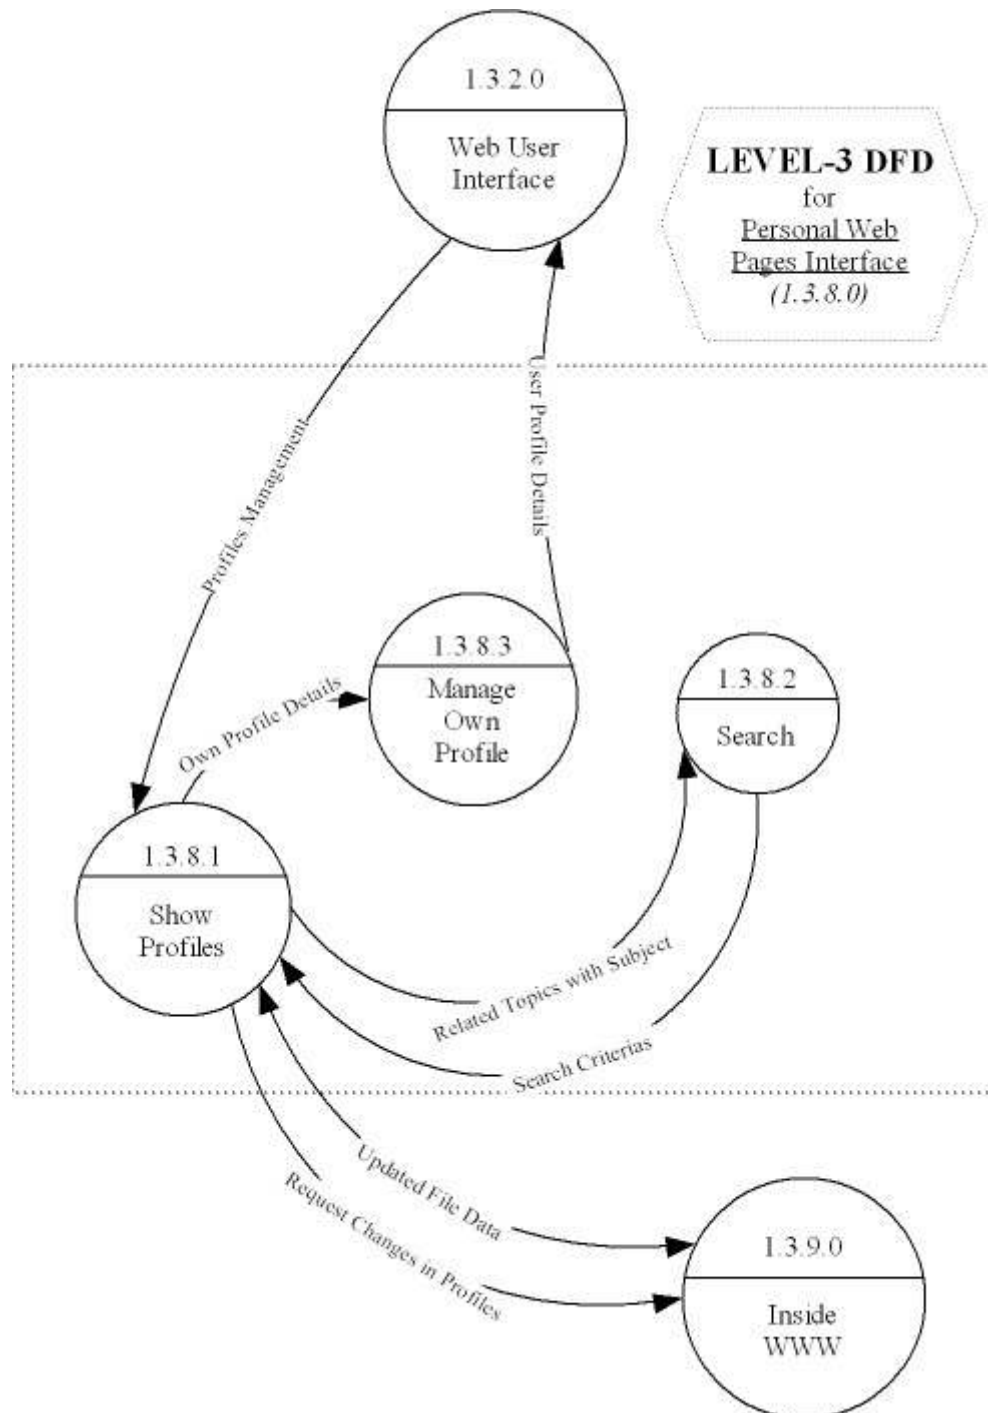 1.3.2.0
Web User
Interface
LEVEL-3 DFD
for
Personal Web
Pages Interface
(1.3.8.0)
User Profile Details
Profiles Management
1.3.8.3
Manage
Own
Profile
1.3.8.2
Search
Own Profile Details
1.3.8.1
Show
Profiles
Related Topics with Subject
Search Criterias
Updated File Data
Request Changes in Profiles
1.3.9.0
Inside
WWW